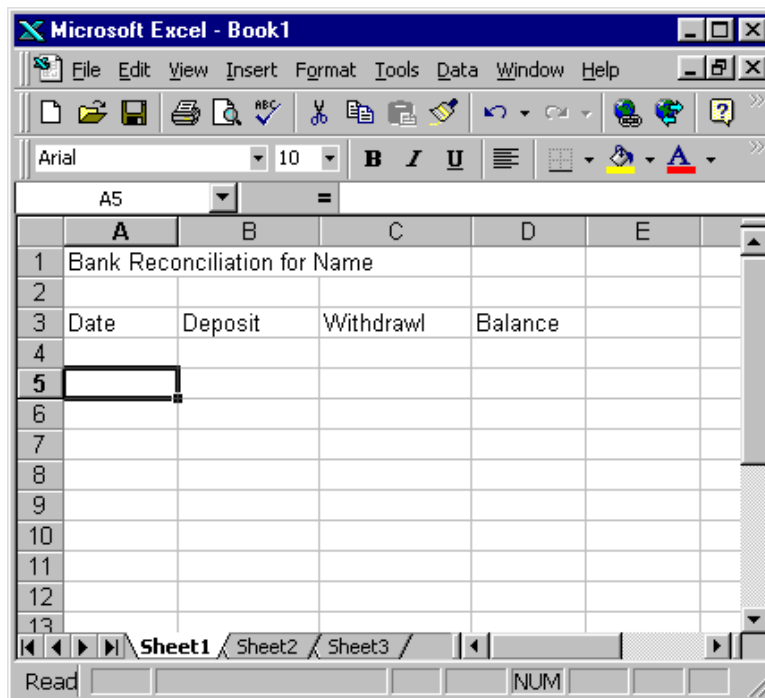 Microsoft Excel - Book1
File Edit View Insert Format Tools Data Window Help
ABC
Arial 10 B I U A
A5 =
A B C D E
1 Bank Reconciliation for Name
2
3 Date Deposit Withdrawl Balance
4
5
6
7
8
9
10
11
12
13
Sheet1 Sheet2 Sheet3
Read NUM